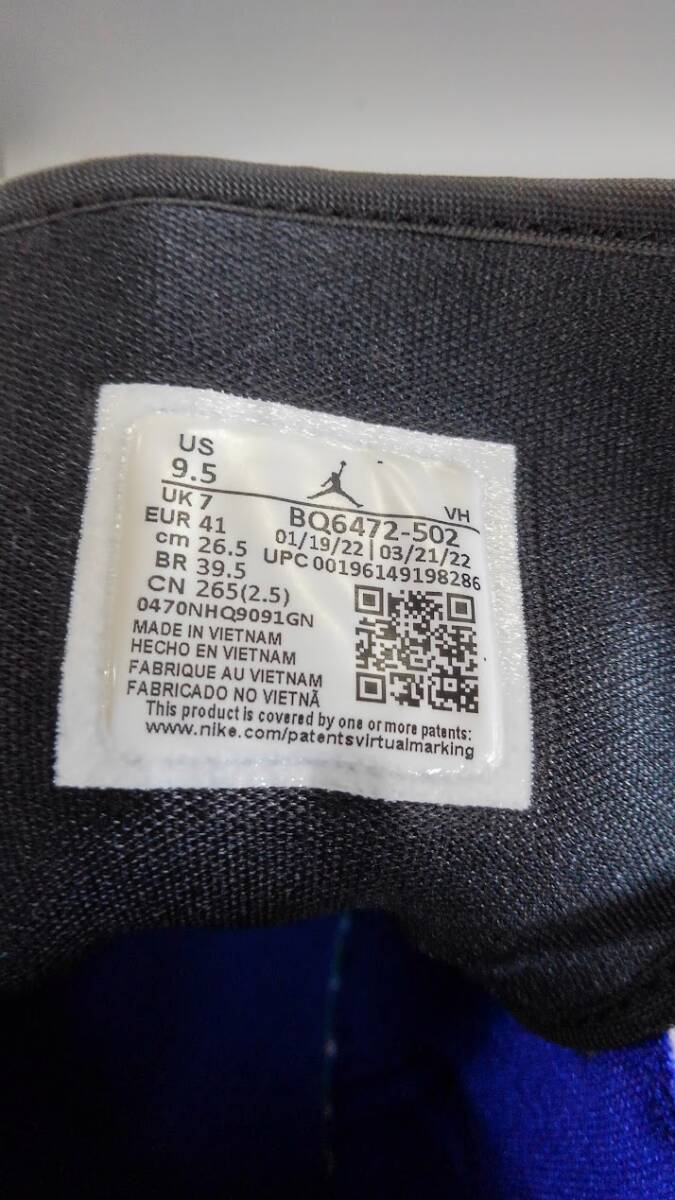 US
9.5
UK 7
EUR 41
cm 26.5
BR 39.5
CN 265(2.5)
VH
BQ6472-502
01/19/22 | 03/21/22
UPC 00196149198286
0470NHQ9091GN
MADE IN VIETNAM
HECHO EN VIETNAM
FABRIQUE AU VIETNAM
FABRICADO NO VIETNÃ
This product is covered by one or more patents:
www.nike.com/patentsvirtualmarking